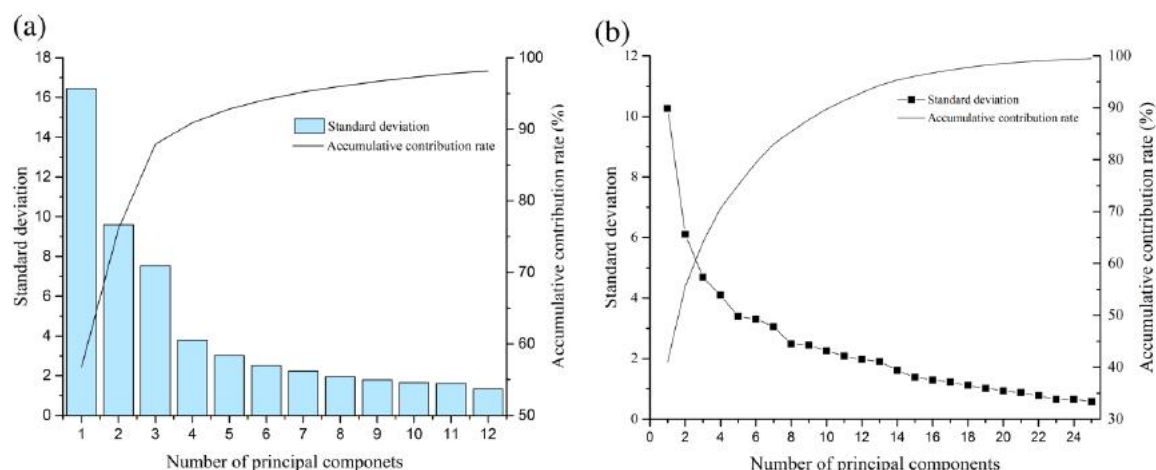 (a)
18
16
14
12
10
8
6
4
2
0
Standard deviation
100
90
80
70
60
50
Accumulative contribution rate (%)
Standard deviation
Accumulative contribution rate
1 2 3 4 5 6 7 8 9 10 11 12
Number of principal componets
(b)
12
10
8
6
4
2
0
Standard deviation
100
90
80
70
60
50
40
30
Accumulative contribution rate (%)
Standard deviation
Accumulative contribution rate
0 2 4 6 8 10 12 14 16 18 20 22 24
Number of principal components